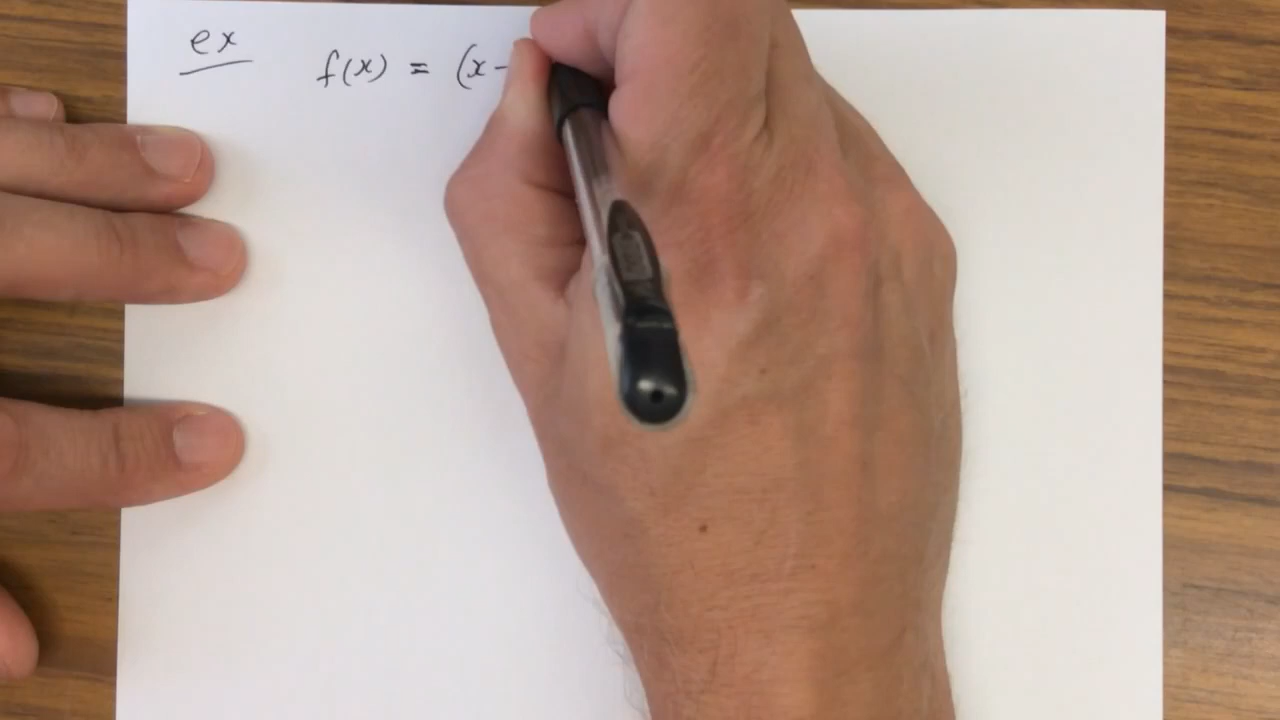 ex f(x) = (x-